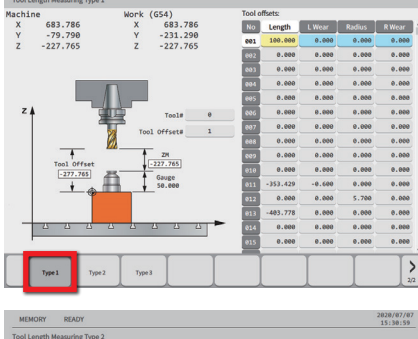 Tool Length Measuring Type 1
Machine Work (G54) Tool offsets:
X 683.786 X 683.786
Y -79.790 Y -231.290
Z -227.765 Z -227.765
No Length L Wear Radius R Wear
001 100.000 0.000 0.000 0.000
002 0.000 0.000 0.000 0.000
003 0.000 0.000 0.000 0.000
004 0.000 0.000 0.000 0.000
005 0.000 0.000 0.000 0.000
006 0.000 0.000 0.000 0.000
007 0.000 0.000 0.000 0.000
008 0.000 0.000 0.000 0.000
009 0.000 0.000 0.000 0.000
010 0.000 0.000 0.000 0.000
011 -353.429 -0.600 0.000 0.000
012 0.000 0.000 5.700 0.000
013 -403.778 0.000 0.000 0.000
014 0.000 0.000 0.000 0.000
015 0.000 0.000 0.000 0.000
Z
Tool# 0
Tool Offset# 1
Tool Offset
-277.765
ZM
-227.765
Gauge
50.000
Type 1 Type 2 Type 3
2/2
MEMORY READY 2020/07/07
15:30:59
Tool Length Measuring Type 2